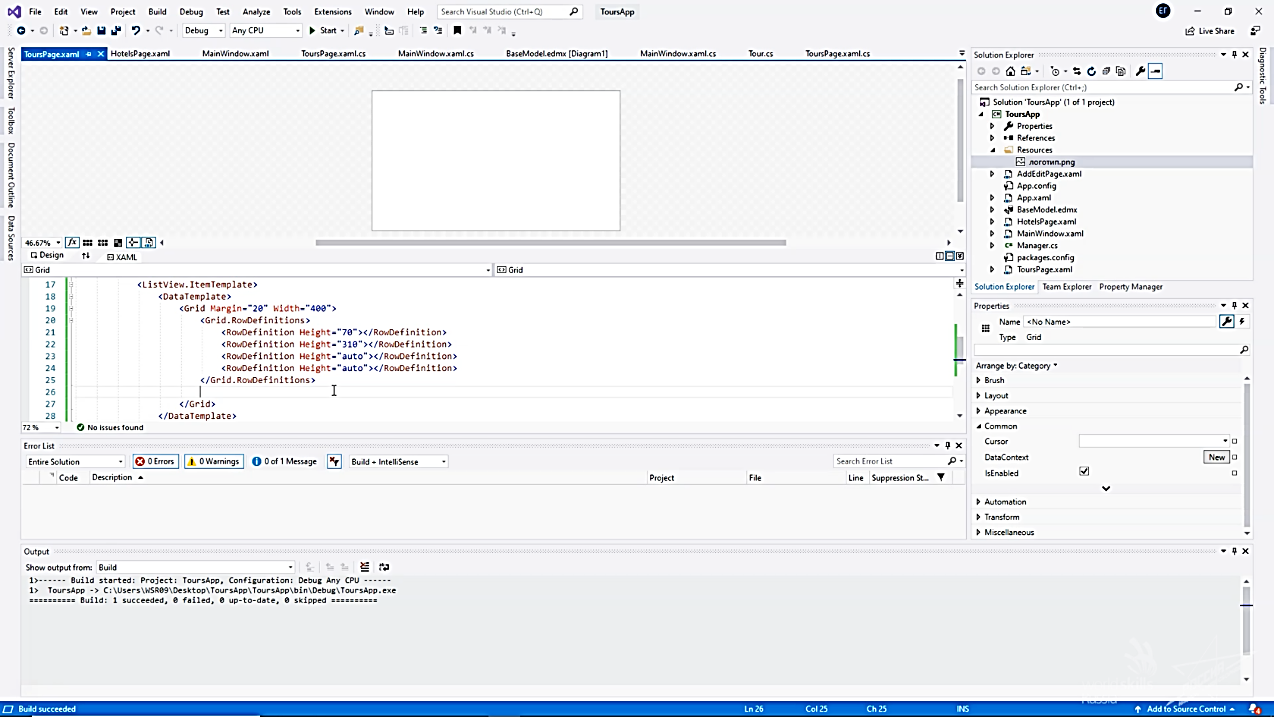 File Edit View Project Build Debug Test Analyze Tools Extensions Window Help Search Visual Studio (Ctrl+Q) ToursApp EF
Debug Any CPU Start Live Share
Server Explorer
Toolbox
Document Outline
Data Sources
ToursPage.xaml HotelsPage.xaml MainWindow.xaml ToursPage.xaml.cs MainWindow.xaml.cs BaseModel.edmx [Diagram1] MainWindow.xaml.cs Tour.cs ToursPage.xaml.cs
46.67%
Design XAML
Grid Grid
17 <ListView.ItemTemplate>
18 <DataTemplate>
19 <Grid Margin="20" Width="400">
20 <Grid.RowDefinitions>
21 <RowDefinition Height="70"></RowDefinition>
22 <RowDefinition Height="310"></RowDefinition>
23 <RowDefinition Height="auto"></RowDefinition>
24 <RowDefinition Height="auto"></RowDefinition>
25 </Grid.RowDefinitions>
26
27 </Grid>
28 </DataTemplate>
72 % No issues found
Error List
Entire Solution 0 Errors 0 Warnings 0 of 1 Message Build + IntelliSense Search Error List
Code Description Project File Line Suppression St...
Output
Show output from: Build
1>------ Build started: Project: ToursApp, Configuration: Debug Any CPU ------
1> ToursApp -> C:\Users\WSR09\Desktop\ToursApp\ToursApp\bin\Debug\ToursApp.exe
========== Build: 1 succeeded, 0 failed, 0 up-to-date, 0 skipped ==========
Solution Explorer
Search Solution Explorer (Ctrl+;)
Solution 'ToursApp' (1 of 1 project)
ToursApp
Properties
References
Resources
логотип.png
AddEditPage.xaml
App.config
App.xaml
BaseModel.edmx
HotelsPage.xaml
MainWindow.xaml
Manager.cs
packages.config
ToursPage.xaml
Solution Explorer Team Explorer Property Manager
Properties
Name <No Name>
Type Grid
Arrange by: Category
Brush
Layout
Appearance
Common
Cursor
DataContext New
IsEnabled
Automation
Transform
Miscellaneous
Diagnostic Tools
Build succeeded Ln 26 Col 25 Ch 25 INS Add to Source Control